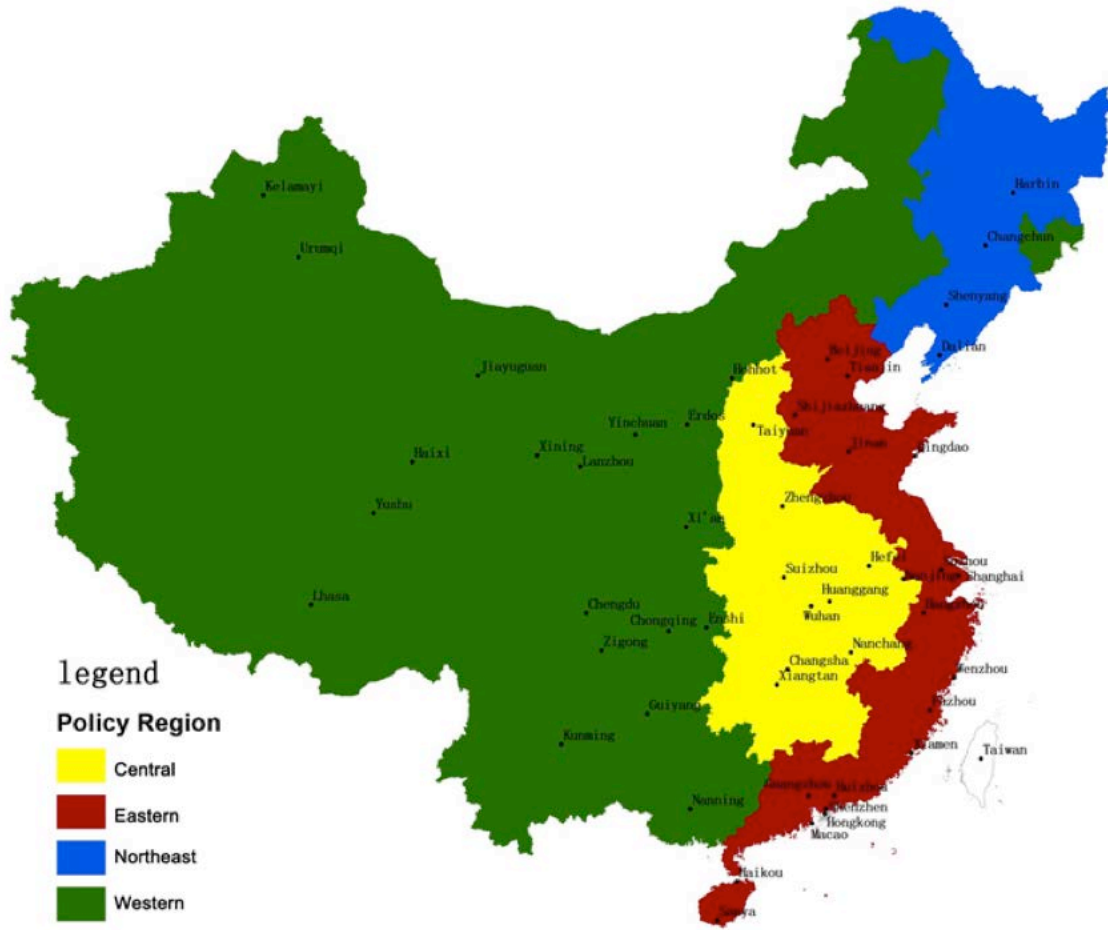 Kelamayi
Harbin
Urumqi
Changchun
Shenyang
Dalian
Beijing
Tianjin
Jiayuguan
Hohhot
Shijiazhuang
Erdos
Taiyuan
Yinchuan
Jinan
Qingdao
Xining
Lanzhou
Haixi
Zhengzhou
Yushu
Xi'an
Hefei
Suzhou
Suizhou
Nanjing
Shanghai
Huanggang
Lhasa
Chengdu
Wuhan
Hangzhou
Chongqing
Enshi
Zigong
Nanchang
Changsha
Wenzhou
Xiangtan
legend
Guiyang
Fuzhou
Policy Region
Kunming
Xiamen
Taiwan
Central
Guangzhou
Huizhou
Nanning
Shenzhen
Eastern
Hongkong
Macao
Northeast
Haikou
Western
Sanya